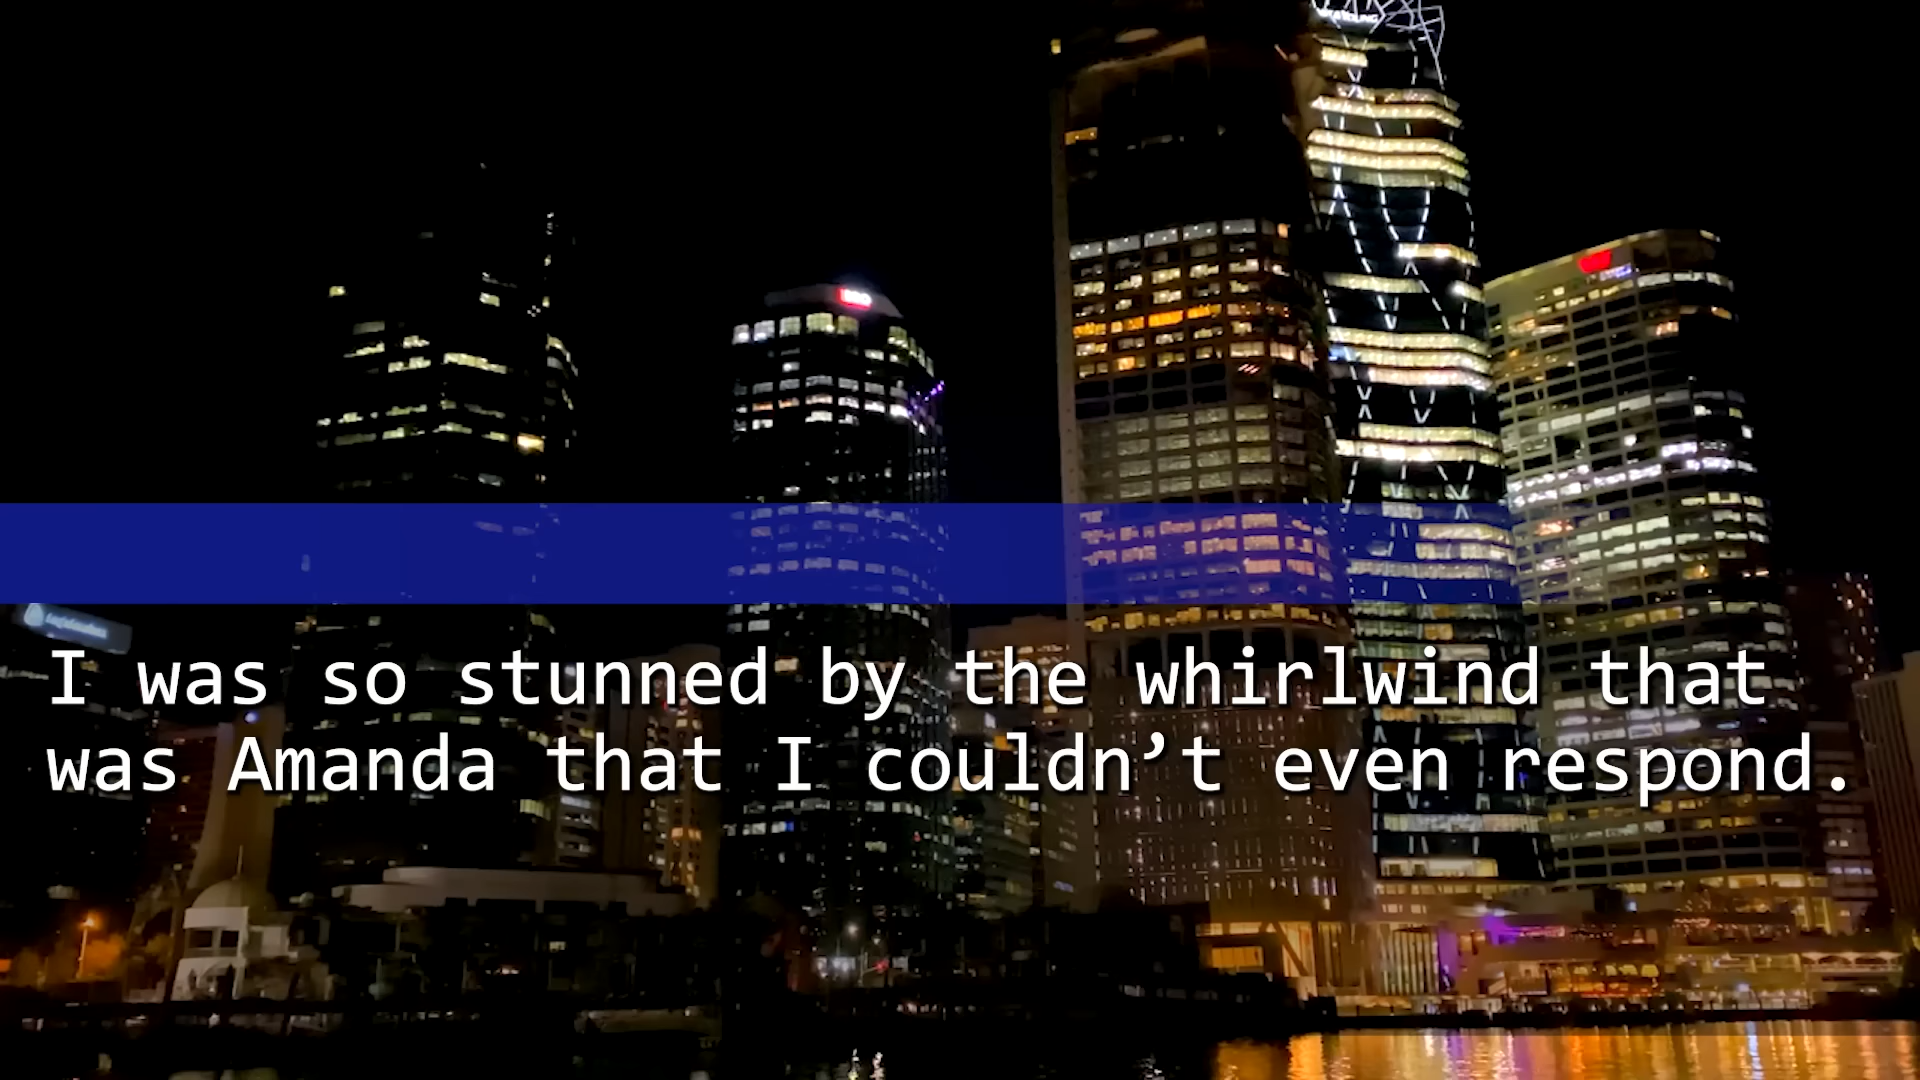 I was so stunned by the whirlwind that
was Amanda that I couldn’t even respond.